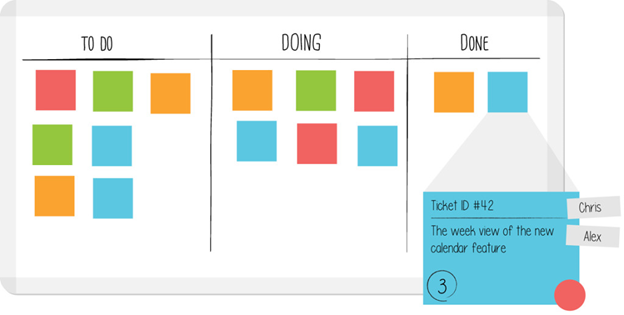 TO DO
DOING
DONE
Ticket ID #42
Chris
The week view of the new
Alex
calendar feature
3